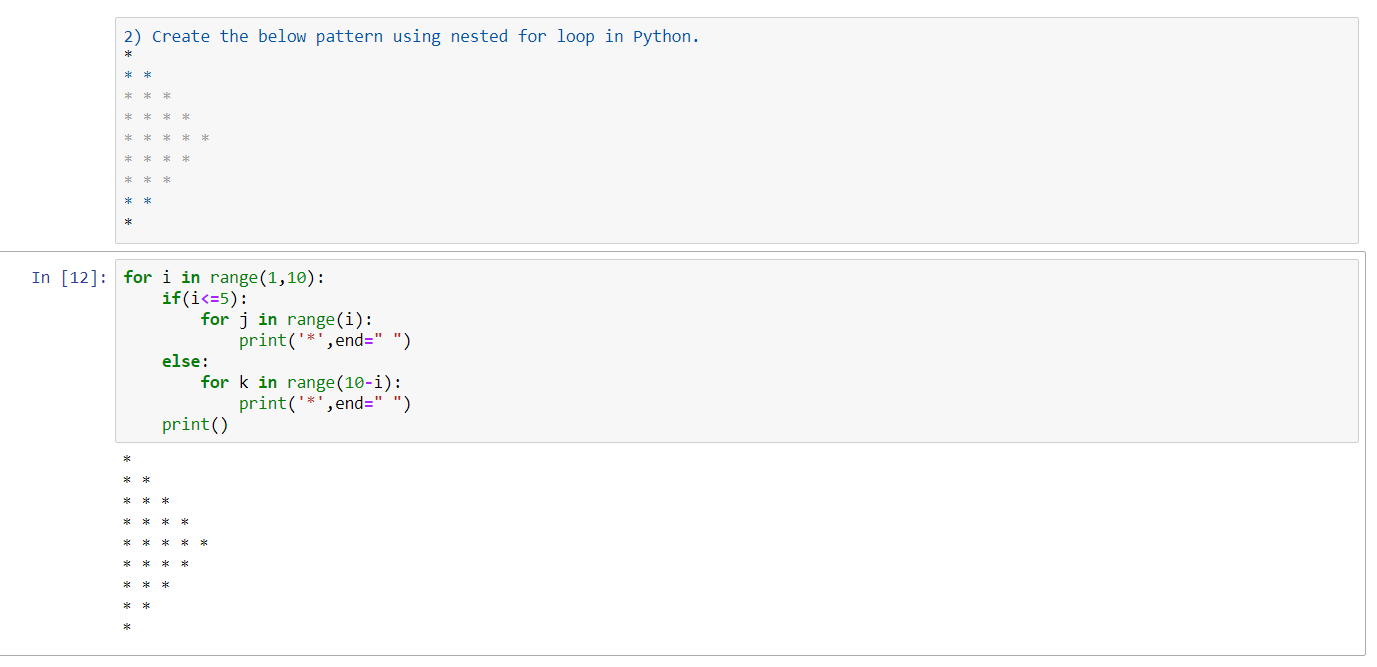 2) Create the below pattern using nested for loop in Python.
*
* *
* * *
* * * *
* * * * *
* * * *
* * *
* *
*
In [12]: for i in range(1,10):
    if(i<=5):
        for j in range(i):
            print('*',end=" ")
    else:
        for k in range(10-i):
            print('*',end=" ")
    print()
*
* *
* * *
* * * *
* * * * *
* * * *
* * *
* *
*